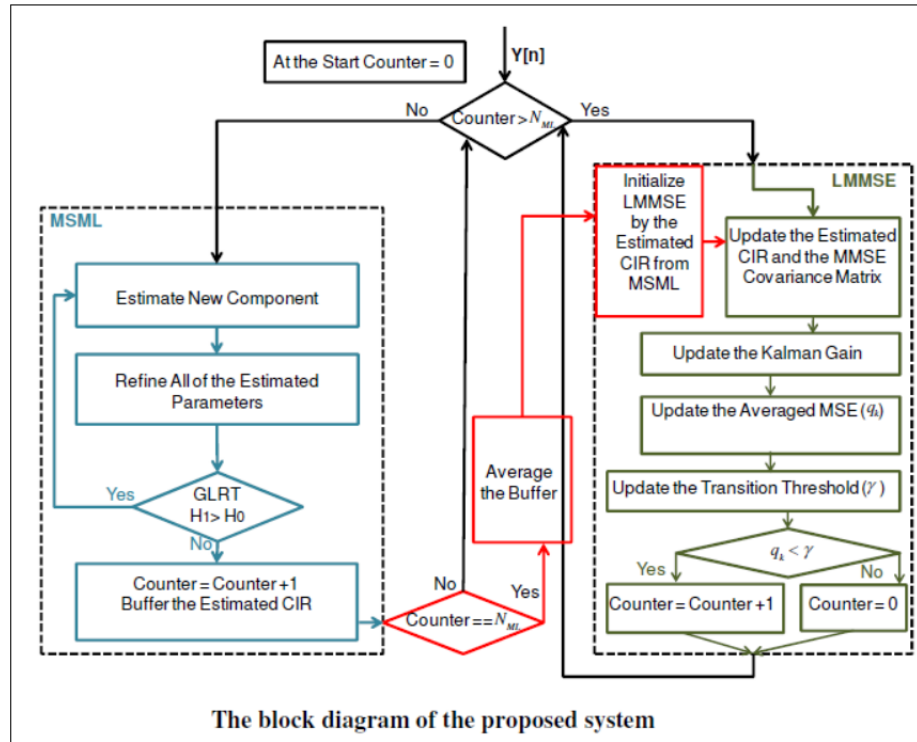 At the Start Counter = 0
Y[n]
No
Counter > N_ML
Yes
MSML
Estimate New Component
Refine All of the Estimated
Parameters
Yes
GLRT
H1 > H0
No
Counter = Counter +1
Buffer the Estimated CIR
No
Counter == N_ML
Yes
Average
the Buffer
Initialize
LMMSE
by the
Estimated
CIR from
MSML
LMMSE
Update the Estimated
CIR and the MMSE
Covariance Matrix
Update the Kalman Gain
Update the Averaged MSE (q_k)
Update the Transition Threshold (γ)
q_k < γ
Yes
No
Counter = Counter +1
Counter = 0
The block diagram of the proposed system